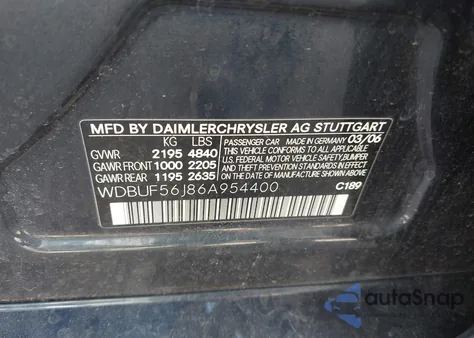 MFD BY DAIMLERCHRYSLER AG STUTTGART
KG LBS PASSENGER CAR MADE IN GERMANY 03/06
GVWR 2195 4840 THIS VEHICLE CONFORMS TO ALL APPLICABLE
GAWR FRONT 1000 2205 U.S. FEDERAL MOTOR VEHICLE SAFETY, BUMPER
GAWR REAR 1195 2635 AND THEFT PREVENTION STANDARDS IN EFFECT ON THE DATE OF MANUFACTURE SHOWN ABOVE
WDBUF56J86A954400 C189
autoSnap